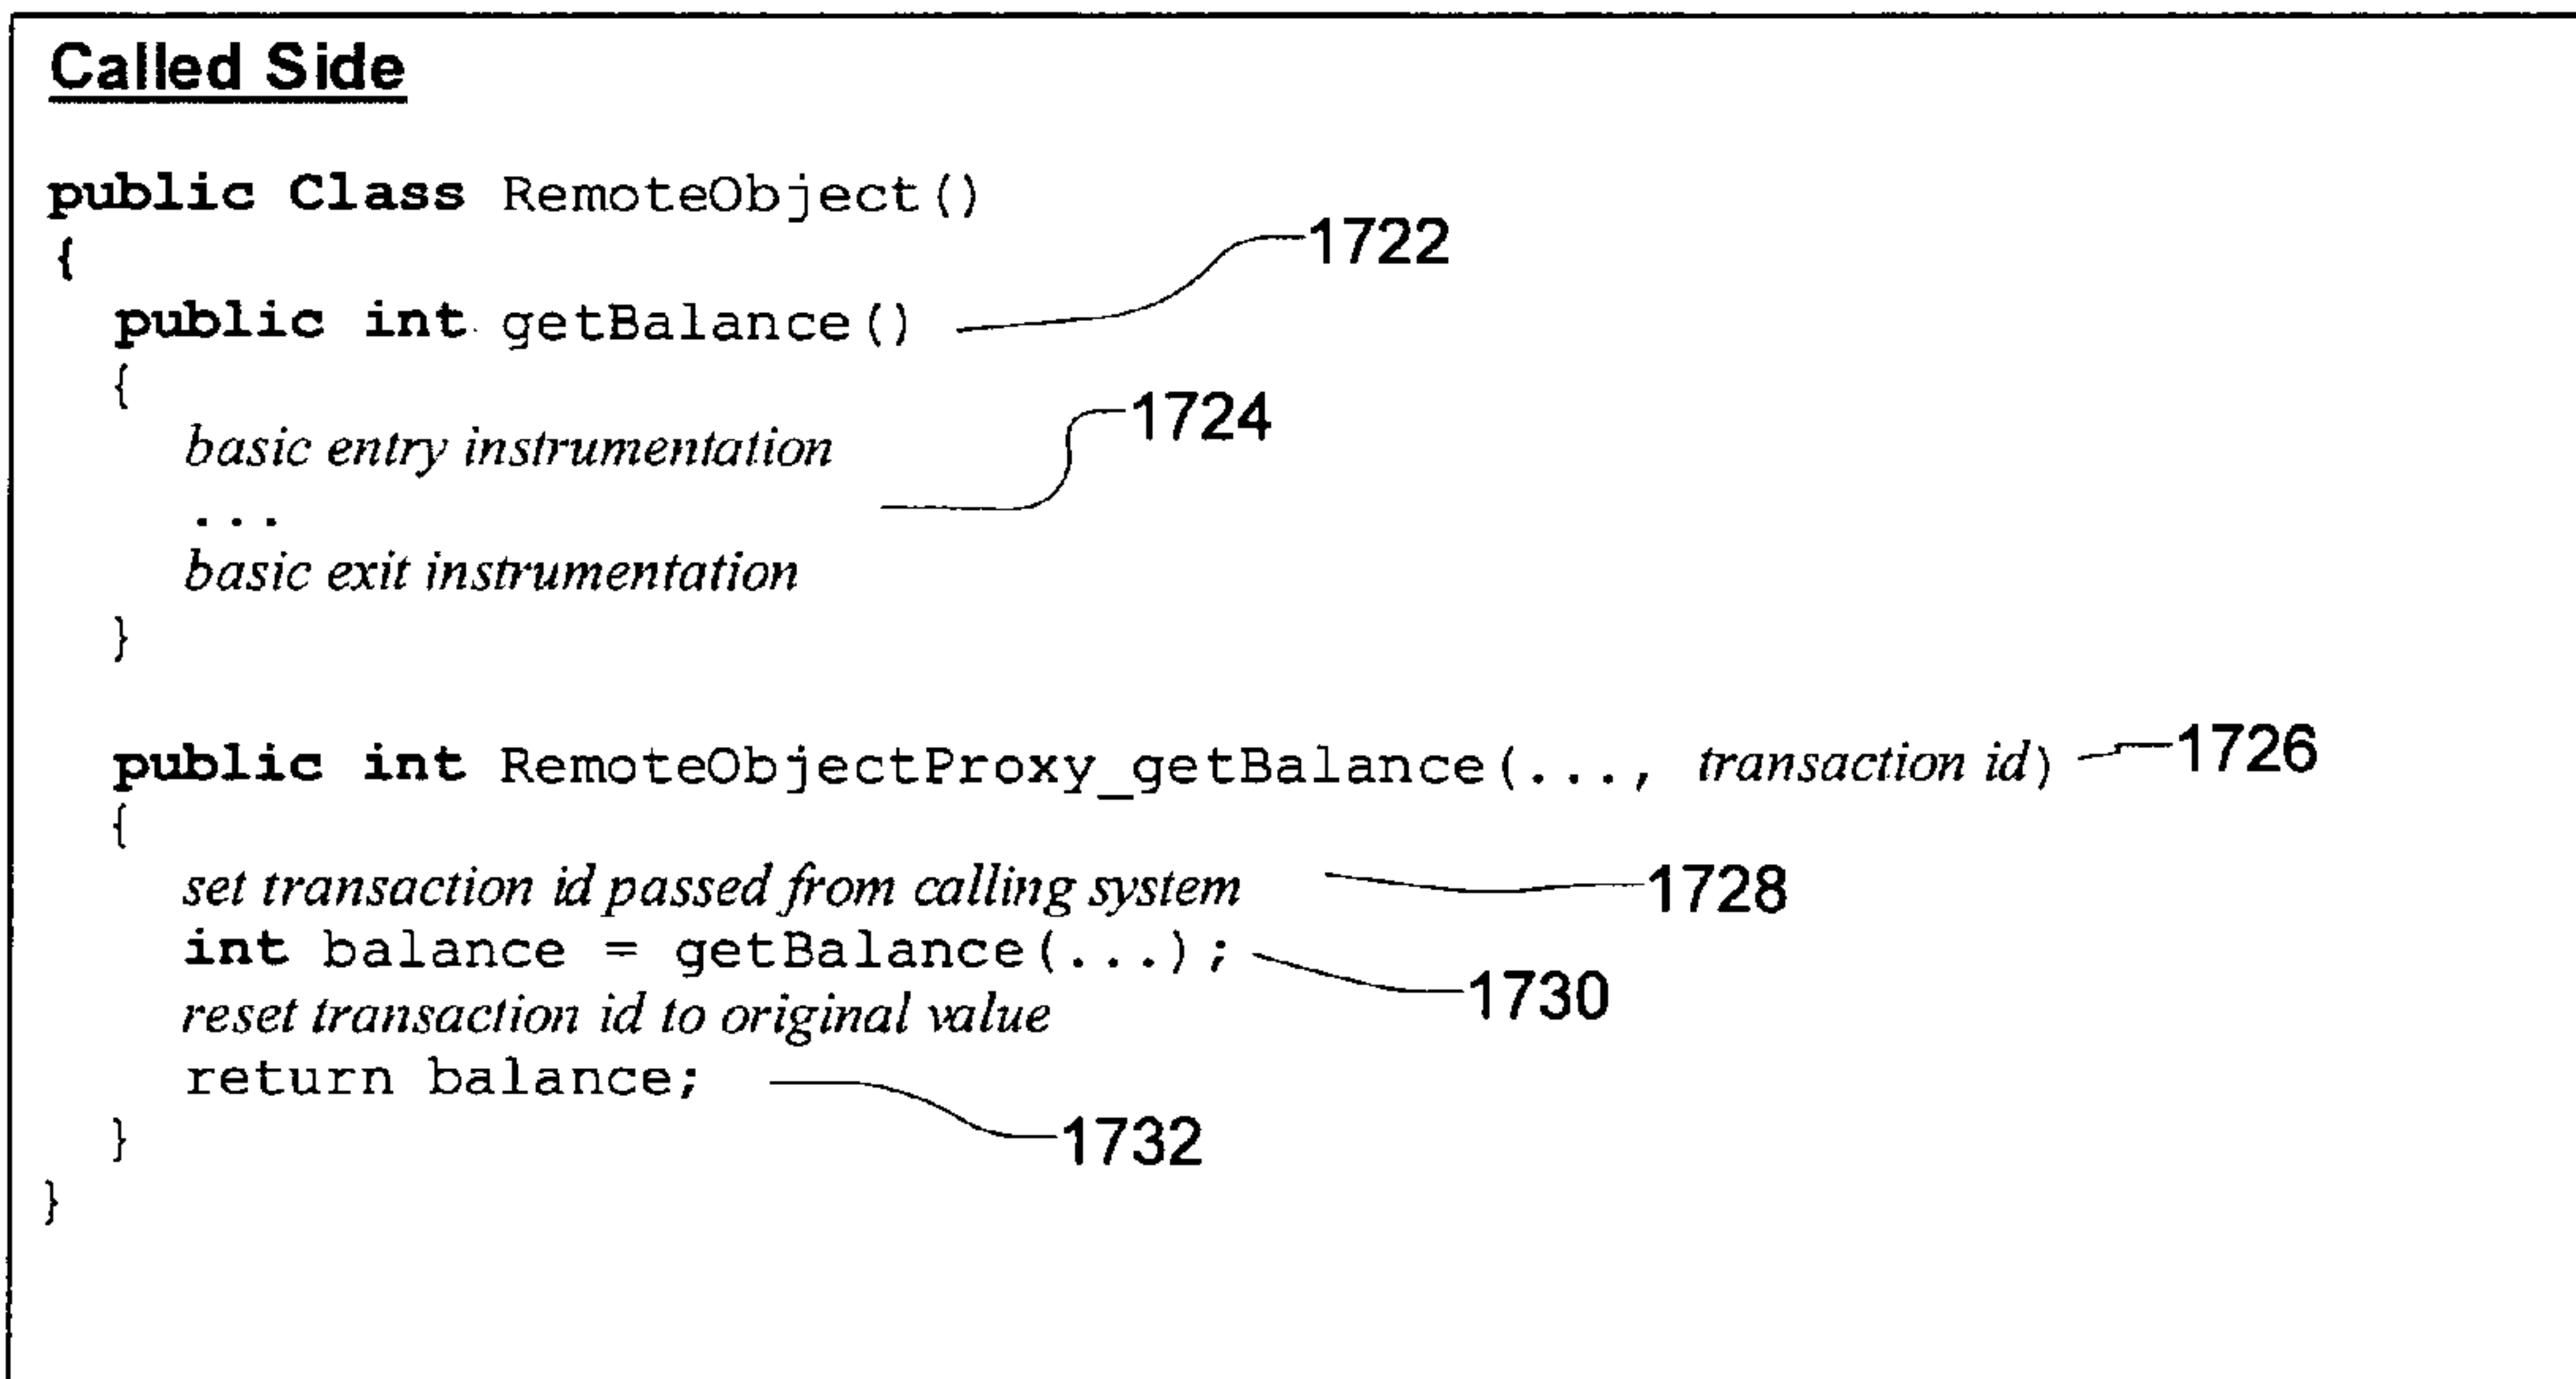 Called Side
public Class RemoteObject()
{
1722
public int getBalance()
{
1724
basic entry instrumentation
...
basic exit instrumentation
}
public int RemoteObjectProxy_getBalance(..., transaction id) 1726
{
set transaction id passed from calling system 1728
int balance = getBalance(...);
1730
reset transaction id to original value
return balance;
1732
}
}